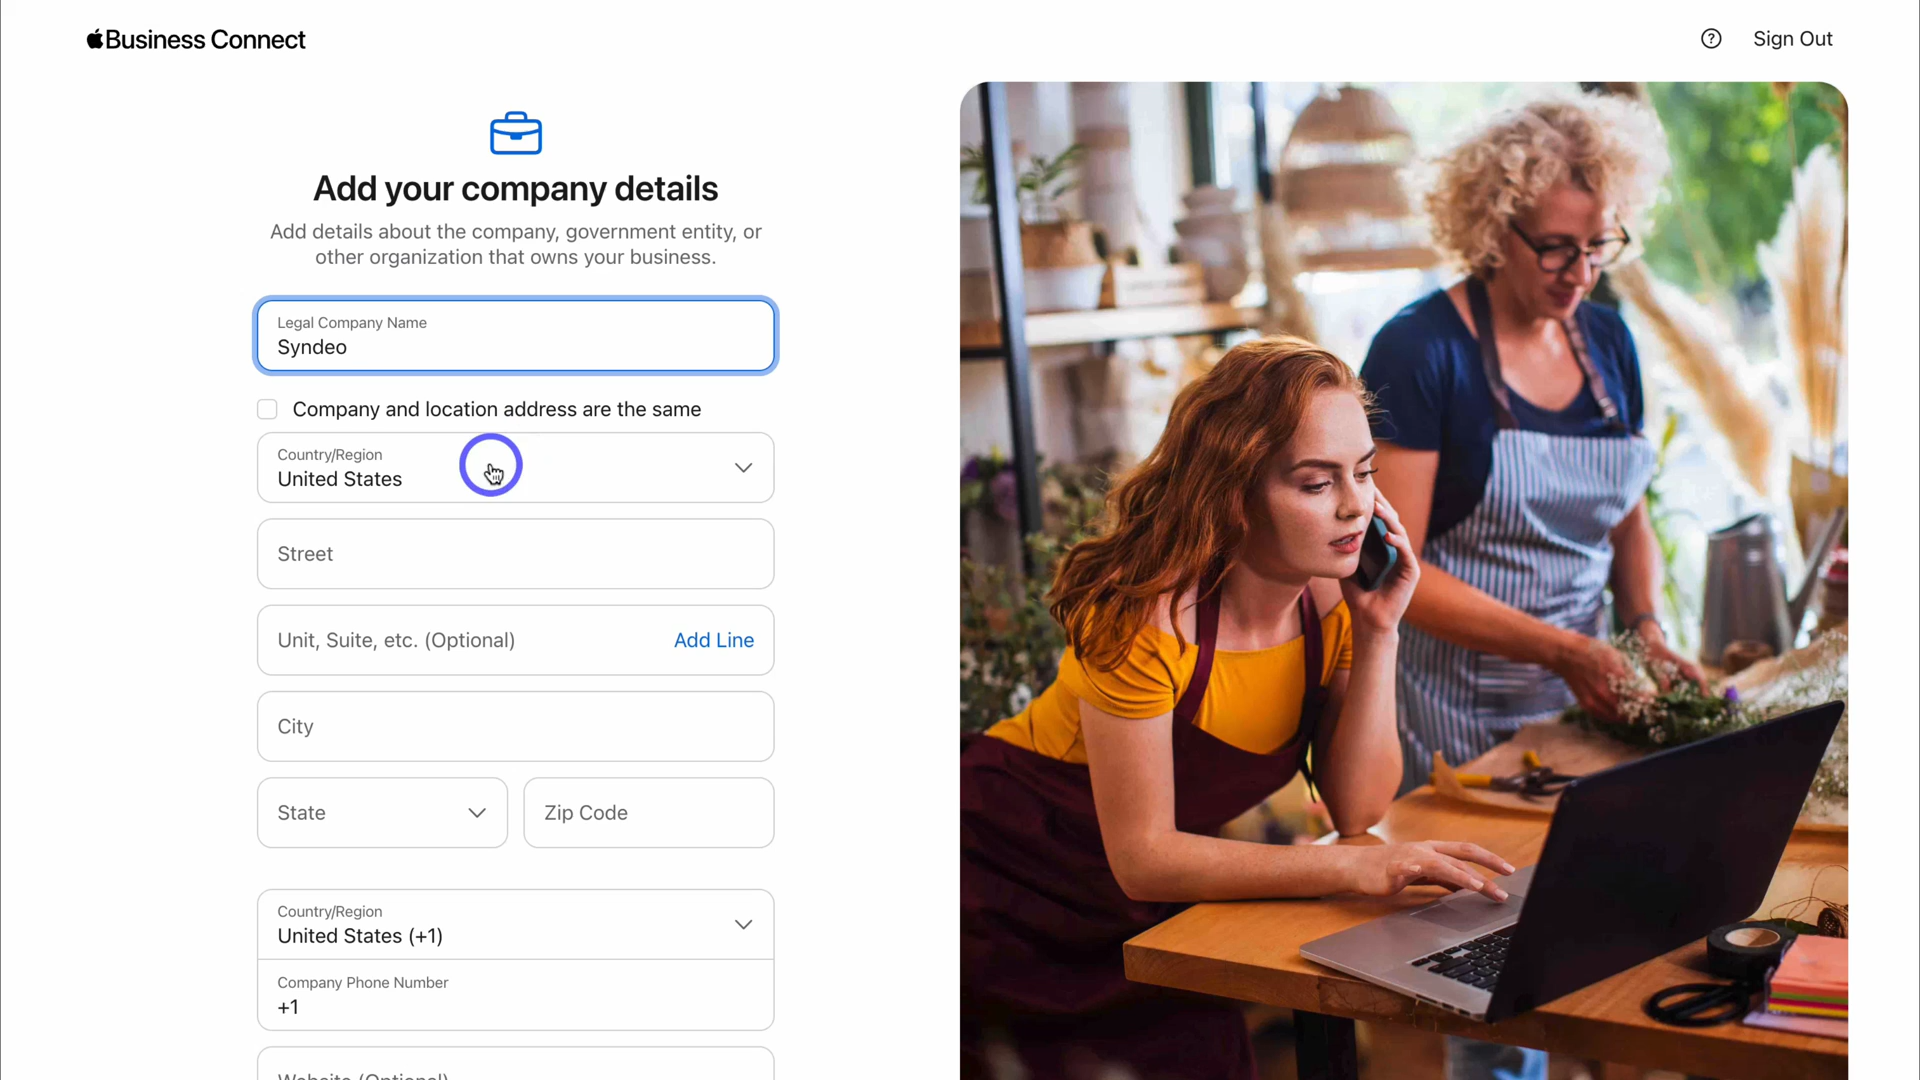 Business Connect
Sign Out
Add your company details
Add details about the company, government entity, or
other organization that owns your business.
Legal Company Name
Syndeo
Company and location address are the same
Country/Region
United States
Street
Unit, Suite, etc. (Optional)
Add Line
City
State
Zip Code
Country/Region
United States (+1)
Company Phone Number
+1
Website (Optional)